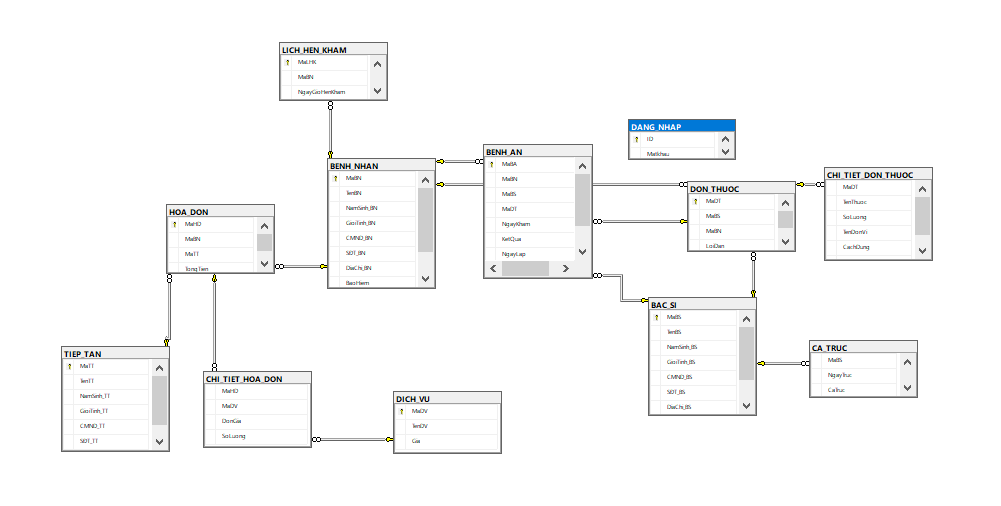 LICH_HEN_KHAM
MaLHK
MaBN
NgayGioHenKham
DANG_NHAP
ID
MatKhau
BENH_AN
MaBA
MaBN
MaBS
MaDT
NgayKham
KetQua
NgayLap
BENH_NHAN
MaBN
TenBN
NamSinh_BN
GioiTinh_BN
CMND_BN
SDT_BN
DiaChi_BN
BaoHiem
CHI_TIET_DON_THUOC
MaDT
TenThuoc
SoLuong
TenDonVi
CachDung
DON_THUOC
MaDT
MaBS
MaBN
LoiDan
HOA_DON
MaHD
MaBN
MaTT
TongTien
BAC_SI
MaBS
TenBS
NamSinh_BS
GioiTinh_BS
CMND_BS
SDT_BS
DiaChi_BS
CA_TRUC
MaBS
NgayTruc
CaTruc
TIEP_TAN
MaTT
TenTT
NamSinh_TT
GioiTinh_TT
CMND_TT
SDT_TT
CHI_TIET_HOA_DON
MaHD
MaDV
DonGia
SoLuong
DICH_VU
MaDV
TenDV
Gia